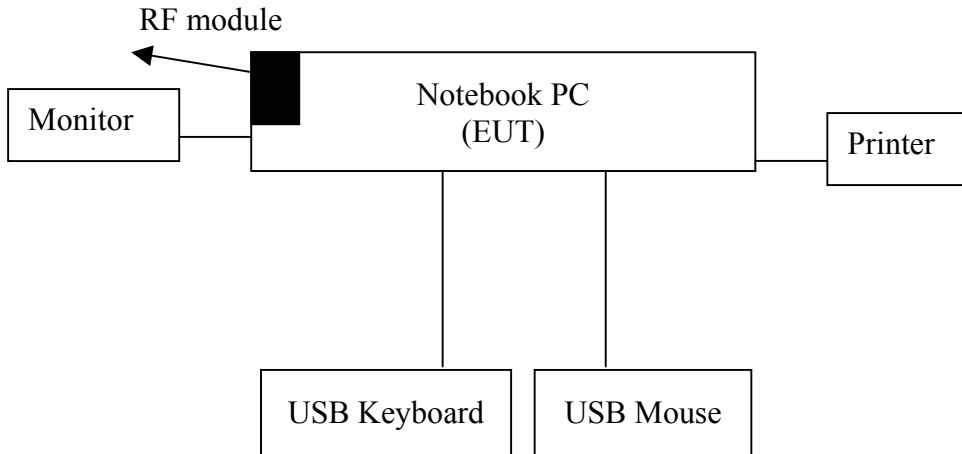 RF module
Notebook PC
(EUT)
Monitor
Printer
USB Keyboard
USB Mouse